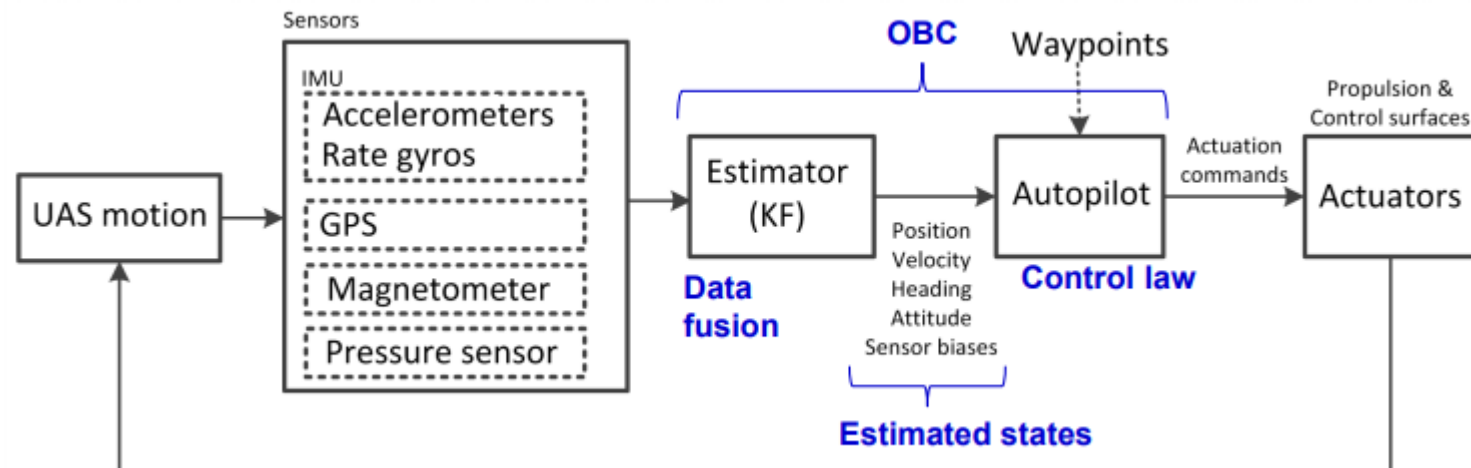 Sensors
OBC
Waypoints
IMU
Accelerometers
Rate gyros
GPS
Magnetometer
Pressure sensor
UAS motion
Estimator
(KF)
Data
fusion
Position
Velocity
Heading
Attitude
Sensor biases
Estimated states
Autopilot
Control law
Actuation
commands
Propulsion &
Control surfaces
Actuators